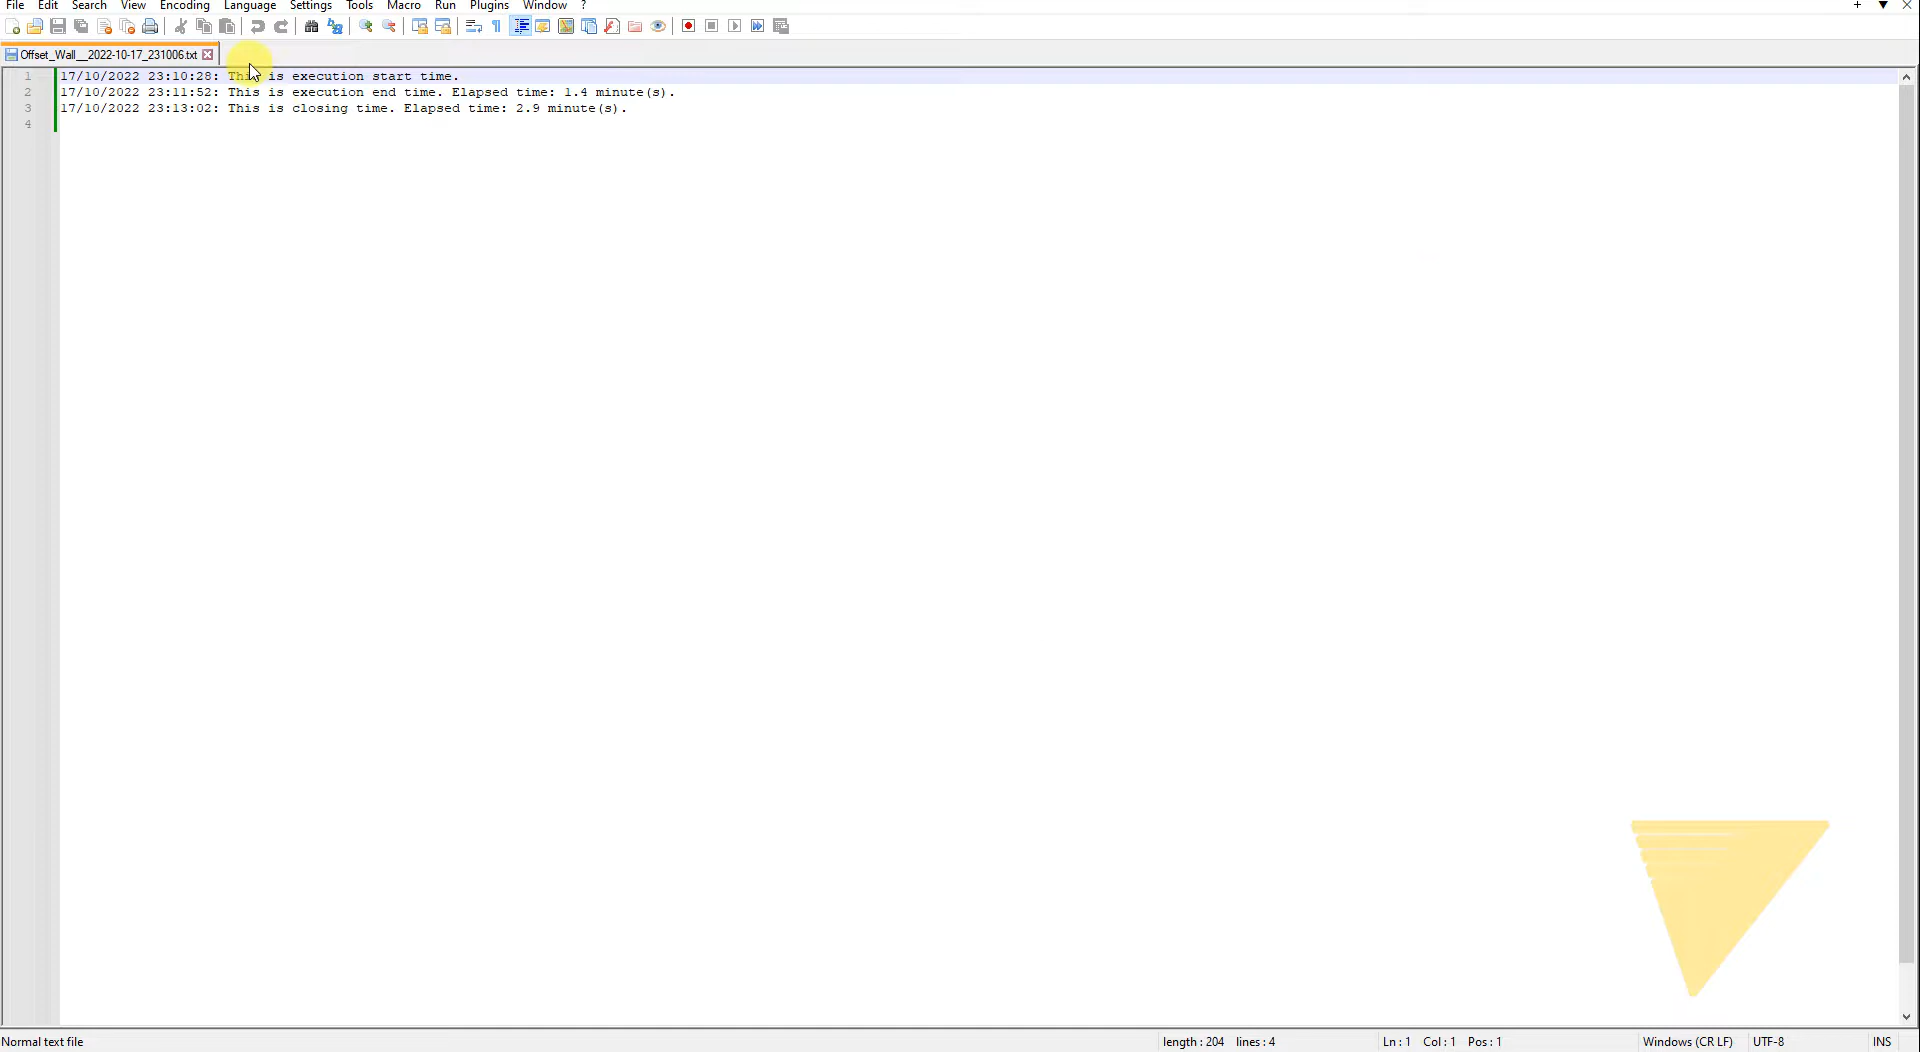 File Edit Search View Encoding Language Settings Tools Macro Run Plugins Window ?
Offset_Wall__2022-10-17_231006.txt
1 17/10/2022 23:10:28: This is execution start time.
2 17/10/2022 23:11:52: This is execution end time. Elapsed time: 1.4 minute(s).
3 17/10/2022 23:13:02: This is closing time. Elapsed time: 2.9 minute(s).
4
Normal text file length : 204 lines : 4 Ln : 1 Col : 1 Pos : 1 Windows (CR LF) UTF-8 INS